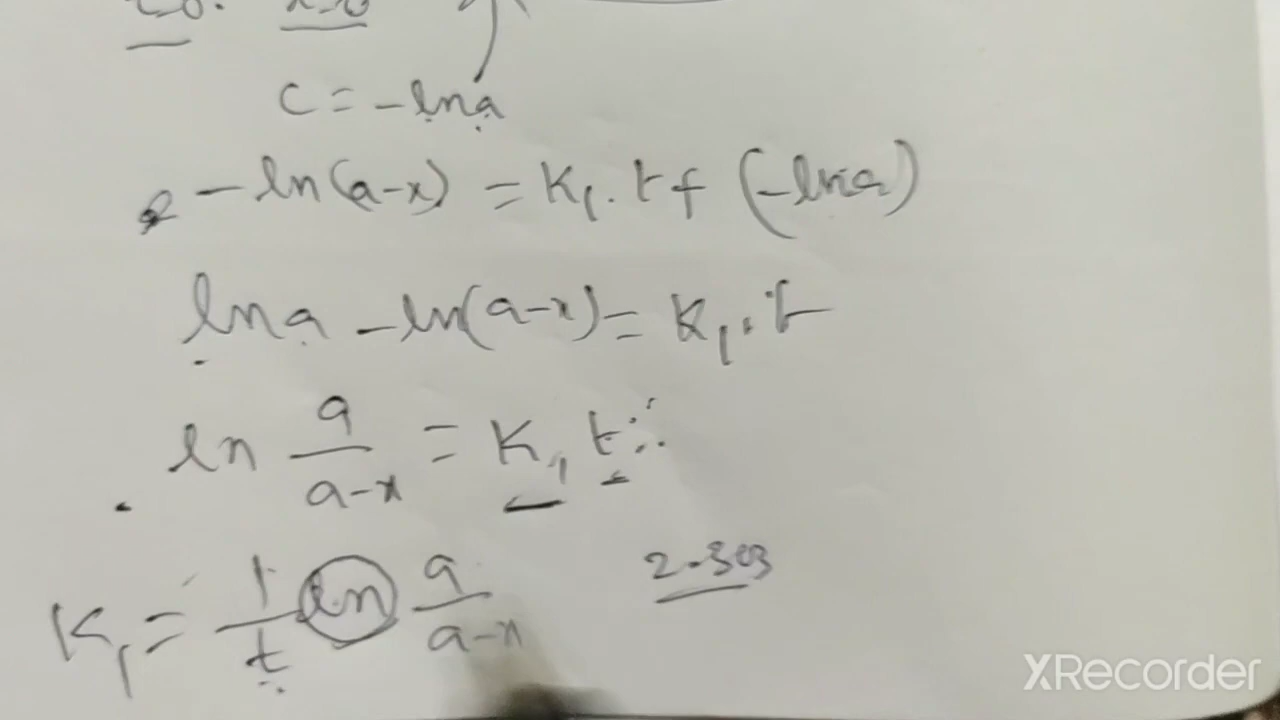 C = -ln a
-ln(a-x) = K₁.t + (-ln a)
ln a - ln(a-x) = K₁.t
ln a/(a-x) = K₁ t
2.303
K₁ = 1/t ln a/(a-x)
XRecorder